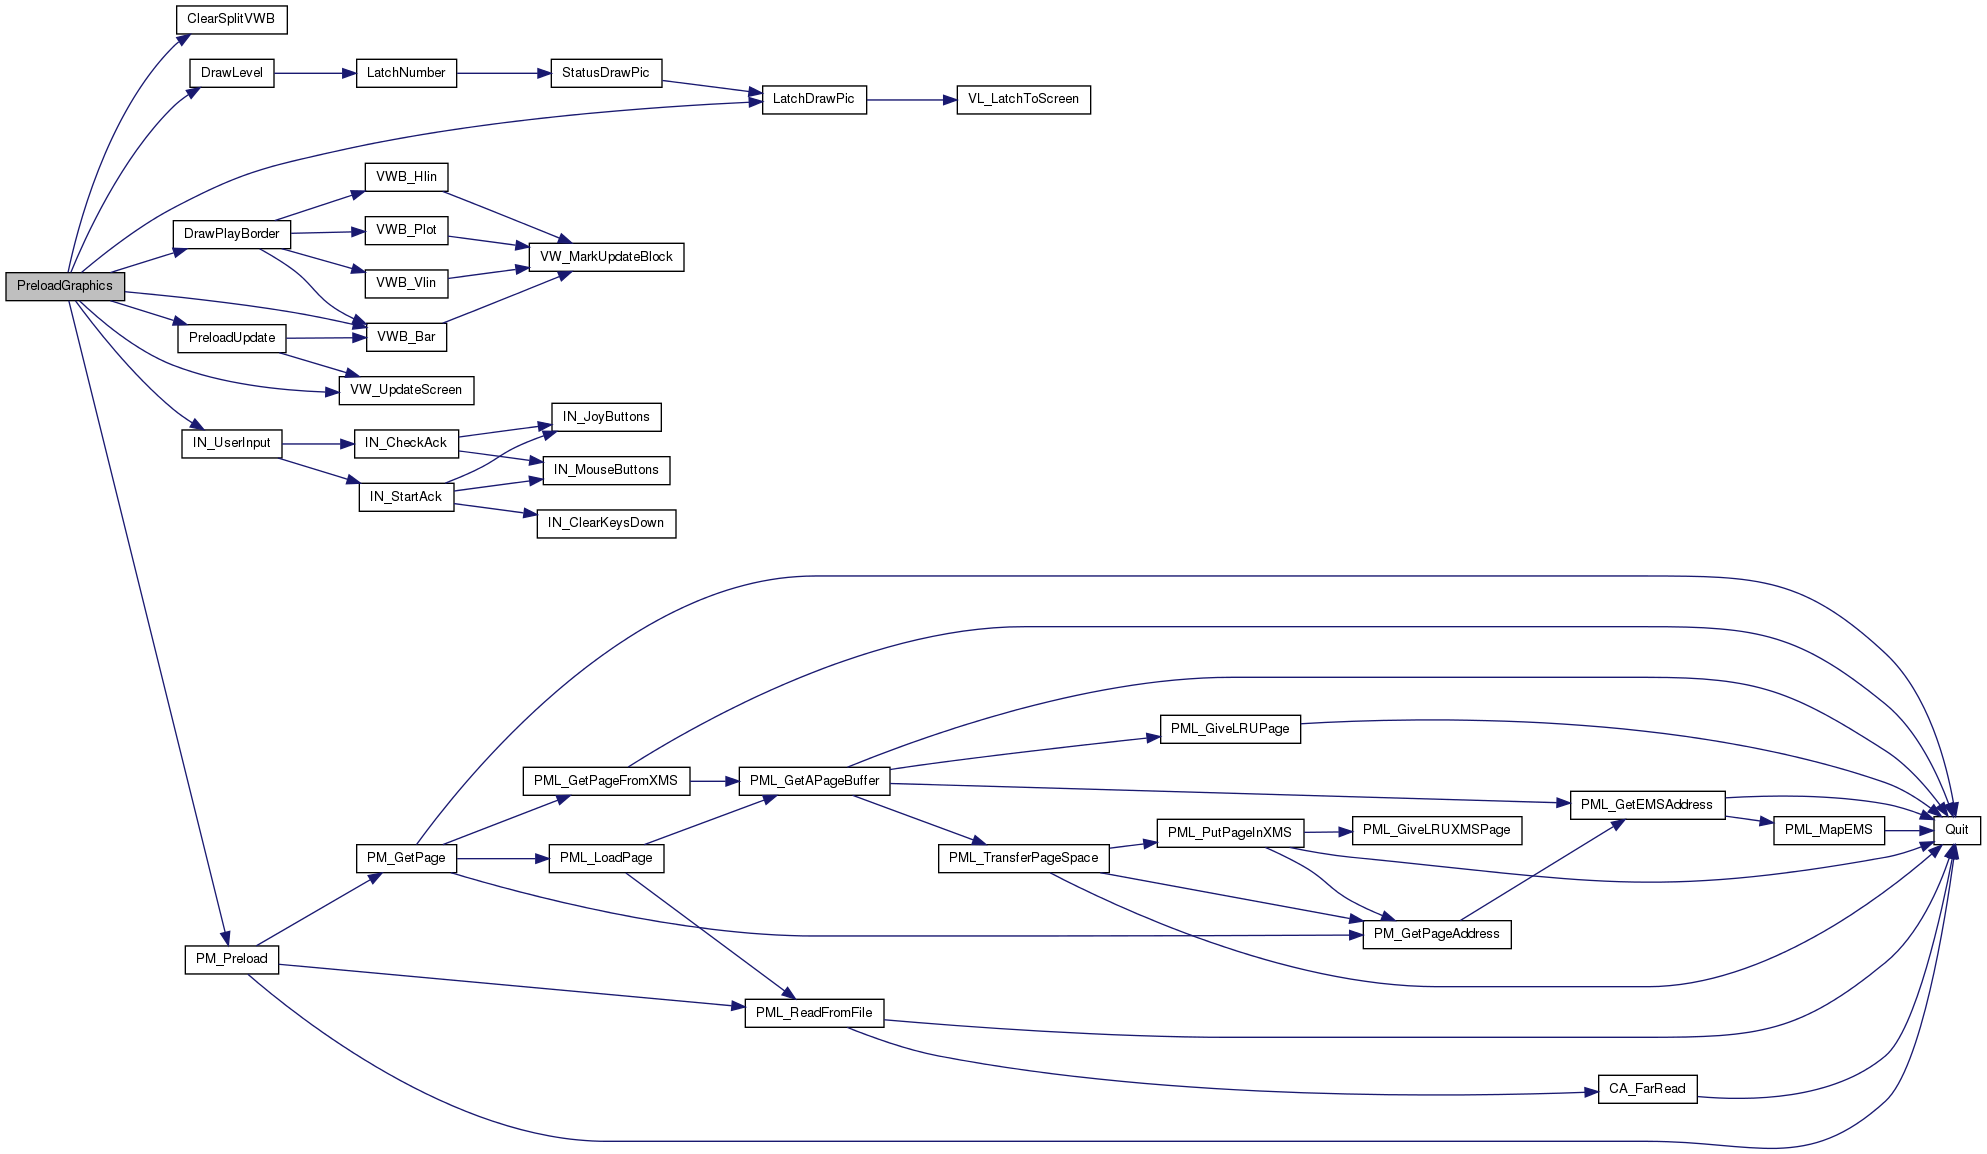 ClearSplitVWB
DrawLevel
LatchNumber
StatusDrawPic
LatchDrawPic
VL_LatchToScreen
VWB_Hlin
DrawPlayBorder
VWB_Plot
VW_MarkUpdateBlock
PreloadGraphics
VWB_Vlin
PreloadUpdate
VWB_Bar
VW_UpdateScreen
IN_JoyButtons
IN_UserInput
IN_CheckAck
IN_MouseButtons
IN_StartAck
IN_ClearKeysDown
PML_GiveLRUPage
PML_GetPageFromXMS
PML_GetAPageBuffer
PML_GetEMSAddress
PML_PutPageInXMS
PML_GiveLRUXMSPage
PML_MapEMS
Quit
PM_GetPage
PML_LoadPage
PML_TransferPageSpace
PM_GetPageAddress
PM_Preload
PML_ReadFromFile
CA_FarRead